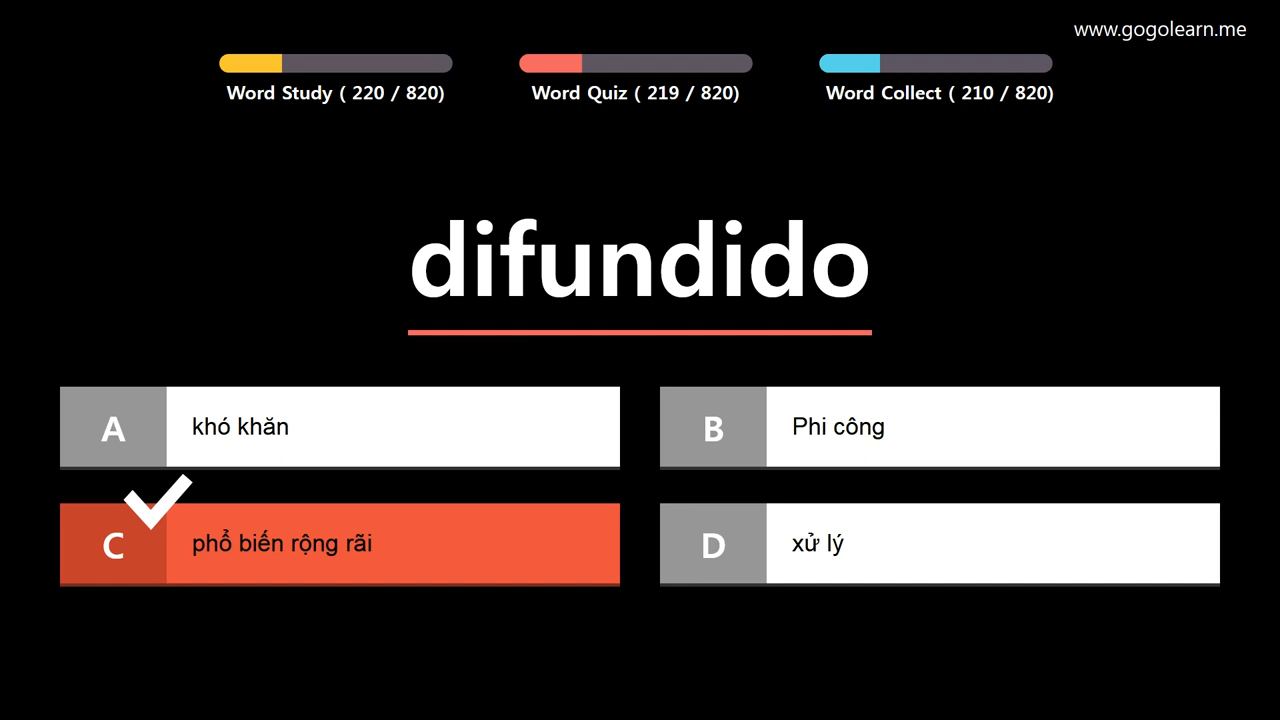 www.gogolearn.me
Word Study ( 220 / 820)
Word Quiz ( 219 / 820)
Word Collect ( 210 / 820)
difundido
A
khó khăn
B
Phi công
C
phổ biến rộng rãi
D
xử lý